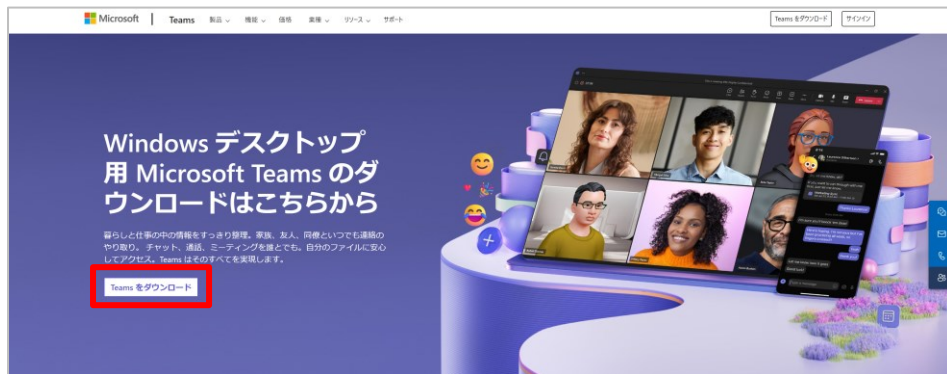 Microsoft
Teams
製品
機能
価格
業種
リソース
サポート
Teams をダウンロード
サインイン
Windows デスクトップ
用 Microsoft Teams のダ
ウンロードはこちらから
暮らしと仕事の中の情報をすっきり整理。家族、友人、同僚といつでも連絡の
やり取り。 チャット、通話、ミーティングを誰とでも。自分のファイルに安心
してアクセス。Teams はそのすべてを実現します。
Teams をダウンロード